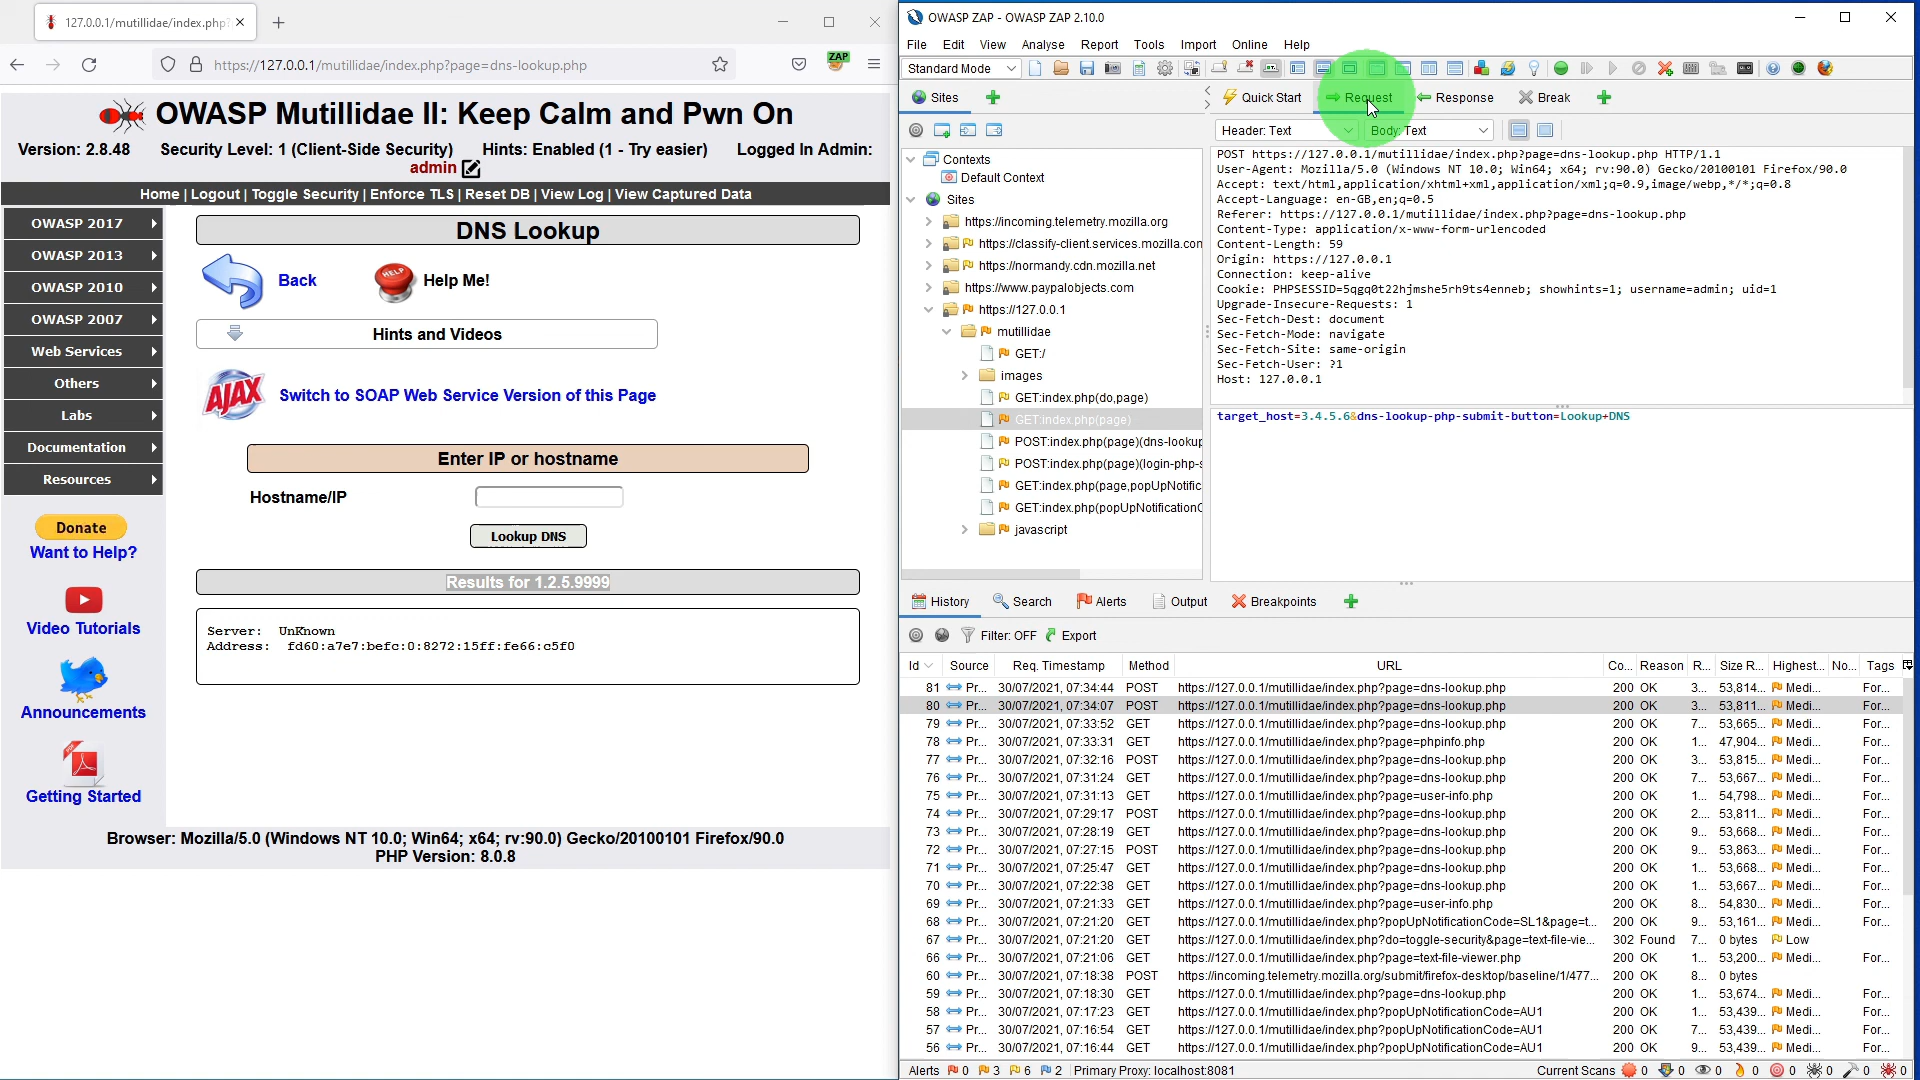 127.0.0.1/mutillidae/index.php?
https://127.0.0.1/mutillidae/index.php?page=dns-lookup.php
ZAP
OWASP Mutillidae II: Keep Calm and Pwn On
Version: 2.8.48 Security Level: 1 (Client-Side Security) Hints: Enabled (1 - Try easier) Logged In Admin:
admin
Home | Logout | Toggle Security | Enforce TLS | Reset DB | View Log | View Captured Data
OWASP 2017
OWASP 2013
OWASP 2010
OWASP 2007
Web Services
Others
Labs
Documentation
Resources
Donate
Want to Help?
Video Tutorials
Announcements
Getting Started
DNS Lookup
Back
HELP
Help Me!
Hints and Videos
AJAX
Switch to SOAP Web Service Version of this Page
Enter IP or hostname
Hostname/IP
Lookup DNS
Results for 1.2.5.9999
Server: UnKnown
Address: fd60:a7e7:befc:0:8272:15ff:fe66:c5f0
Browser: Mozilla/5.0 (Windows NT 10.0; Win64; x64; rv:90.0) Gecko/20100101 Firefox/90.0
PHP Version: 8.0.8
OWASP ZAP - OWASP ZAP 2.10.0
File Edit View Analyse Report Tools Import Online Help
Standard Mode
Sites
Quick Start Request Response Break
Header: Text Body: Text
Contexts
Default Context
Sites
https://incoming.telemetry.mozilla.org
https://classify-client.services.mozilla.con
https://normandy.cdn.mozilla.net
https://www.paypalobjects.com
https://127.0.0.1
mutillidae
GET:/
images
GET:index.php(do,page)
GET:index.php(page)
POST:index.php(page)(dns-lookup
POST:index.php(page)(login-php-s
GET:index.php(page,popUpNotific
GET:index.php(popUpNotificationC
javascript
POST https://127.0.0.1/mutillidae/index.php?page=dns-lookup.php HTTP/1.1
User-Agent: Mozilla/5.0 (Windows NT 10.0; Win64; x64; rv:90.0) Gecko/20100101 Firefox/90.0
Accept: text/html,application/xhtml+xml,application/xml;q=0.9,image/webp,*/*;q=0.8
Accept-Language: en-GB,en;q=0.5
Referer: https://127.0.0.1/mutillidae/index.php?page=dns-lookup.php
Content-Type: application/x-www-form-urlencoded
Content-Length: 59
Origin: https://127.0.0.1
Connection: keep-alive
Cookie: PHPSESSID=5qgq0t22hjmshe5rh9ts4enneb; showhints=1; username=admin; uid=1
Upgrade-Insecure-Requests: 1
Sec-Fetch-Dest: document
Sec-Fetch-Mode: navigate
Sec-Fetch-Site: same-origin
Sec-Fetch-User: ?1
Host: 127.0.0.1
target_host=3.4.5.6&dns-lookup-php-submit-button=Lookup+DNS
History Search Alerts Output Breakpoints
Filter: OFF Export
Id Source Req. Timestamp Method URL Co... Reason R... Size R... Highest... No... Tags
81 Pr... 30/07/2021, 07:34:44 POST https://127.0.0.1/mutillidae/index.php?page=dns-lookup.php 200 OK 3... 53,814... Medi... For...
80 Pr... 30/07/2021, 07:34:07 POST https://127.0.0.1/mutillidae/index.php?page=dns-lookup.php 200 OK 3... 53,811... Medi... For...
79 Pr... 30/07/2021, 07:33:52 GET https://127.0.0.1/mutillidae/index.php?page=dns-lookup.php 200 OK 7... 53,665... Medi... For...
78 Pr... 30/07/2021, 07:33:31 GET https://127.0.0.1/mutillidae/index.php?page=phpinfo.php 200 OK 1... 47,904... Medi... For...
77 Pr... 30/07/2021, 07:32:16 POST https://127.0.0.1/mutillidae/index.php?page=dns-lookup.php 200 OK 3... 53,815... Medi... For...
76 Pr... 30/07/2021, 07:31:24 GET https://127.0.0.1/mutillidae/index.php?page=dns-lookup.php 200 OK 7... 53,667... Medi... For...
75 Pr... 30/07/2021, 07:31:13 GET https://127.0.0.1/mutillidae/index.php?page=user-info.php 200 OK 1... 54,798... Medi... For...
74 Pr... 30/07/2021, 07:29:17 POST https://127.0.0.1/mutillidae/index.php?page=dns-lookup.php 200 OK 2... 53,811... Medi... For...
73 Pr... 30/07/2021, 07:28:19 GET https://127.0.0.1/mutillidae/index.php?page=dns-lookup.php 200 OK 9... 53,668... Medi... For...
72 Pr... 30/07/2021, 07:27:15 POST https://127.0.0.1/mutillidae/index.php?page=dns-lookup.php 200 OK 9... 53,863... Medi... For...
71 Pr... 30/07/2021, 07:25:47 GET https://127.0.0.1/mutillidae/index.php?page=dns-lookup.php 200 OK 1... 53,668... Medi... For...
70 Pr... 30/07/2021, 07:22:38 GET https://127.0.0.1/mutillidae/index.php?page=dns-lookup.php 200 OK 1... 53,667... Medi... For...
69 Pr... 30/07/2021, 07:21:33 GET https://127.0.0.1/mutillidae/index.php?page=user-info.php 200 OK 8... 54,830... Medi... For...
68 Pr... 30/07/2021, 07:21:20 GET https://127.0.0.1/mutillidae/index.php?popUpNotificationCode=SL1&page=t... 200 OK 9... 53,161... Medi... For...
67 Pr... 30/07/2021, 07:21:20 GET https://127.0.0.1/mutillidae/index.php?do=toggle-security&page=text-file-vie... 302 Found 7... 0 bytes Low
66 Pr... 30/07/2021, 07:21:06 GET https://127.0.0.1/mutillidae/index.php?page=text-file-viewer.php 200 OK 1... 53,200... Medi... For...
60 Pr... 30/07/2021, 07:18:38 POST https://incoming.telemetry.mozilla.org/submit/firefox-desktop/baseline/1/477... 200 OK 8... 0 bytes
59 Pr... 30/07/2021, 07:18:30 GET https://127.0.0.1/mutillidae/index.php?page=dns-lookup.php 200 OK 1... 53,674... Medi... For...
58 Pr... 30/07/2021, 07:17:23 GET https://127.0.0.1/mutillidae/index.php?popUpNotificationCode=AU1 200 OK 1... 53,439... Medi... For...
57 Pr... 30/07/2021, 07:16:54 GET https://127.0.0.1/mutillidae/index.php?popUpNotificationCode=AU1 200 OK 7... 53,439... Medi... For...
56 Pr... 30/07/2021, 07:16:44 GET https://127.0.0.1/mutillidae/index.php?popUpNotificationCode=AU1 200 OK 9... 53,439... Medi... For...
Alerts 0 3 6 2 Primary Proxy: localhost:8081 Current Scans 0 0 0 0 0 0 0 0